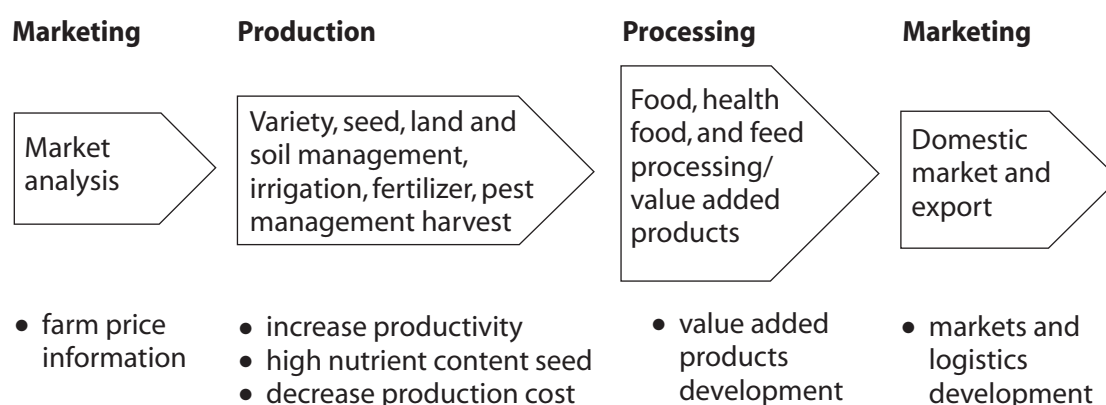 Marketing
Production
Processing
Marketing
Market
analysis
Variety, seed, land and
soil management,
irrigation, fertilizer, pest
management harvest
Food, health
food, and feed
processing/
value added
products
Domestic
market and
export
• farm price
information
• increase productivity
• high nutrient content seed
• decrease production cost
• value added
products
development
• markets and
logistics
development